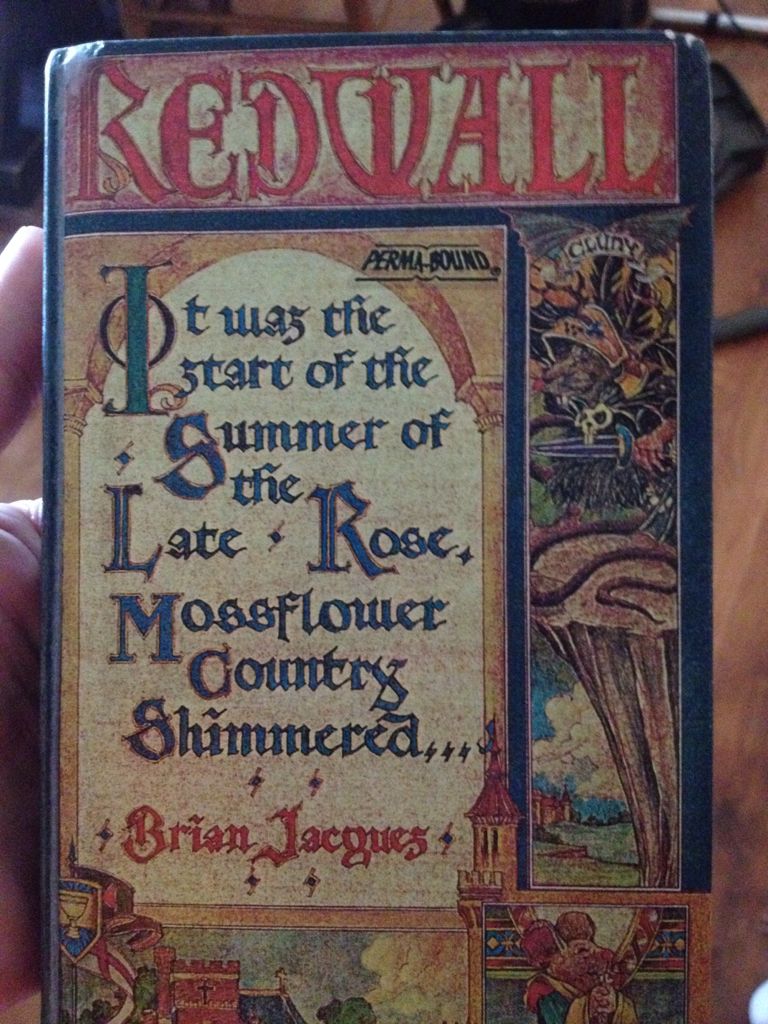 REDWALL
CLUNY
PERMA-BOUND
It was the
start of the
Summer of
the
Late · Rose.
Mossflower
Country
Shimmered...
Brian Jacques